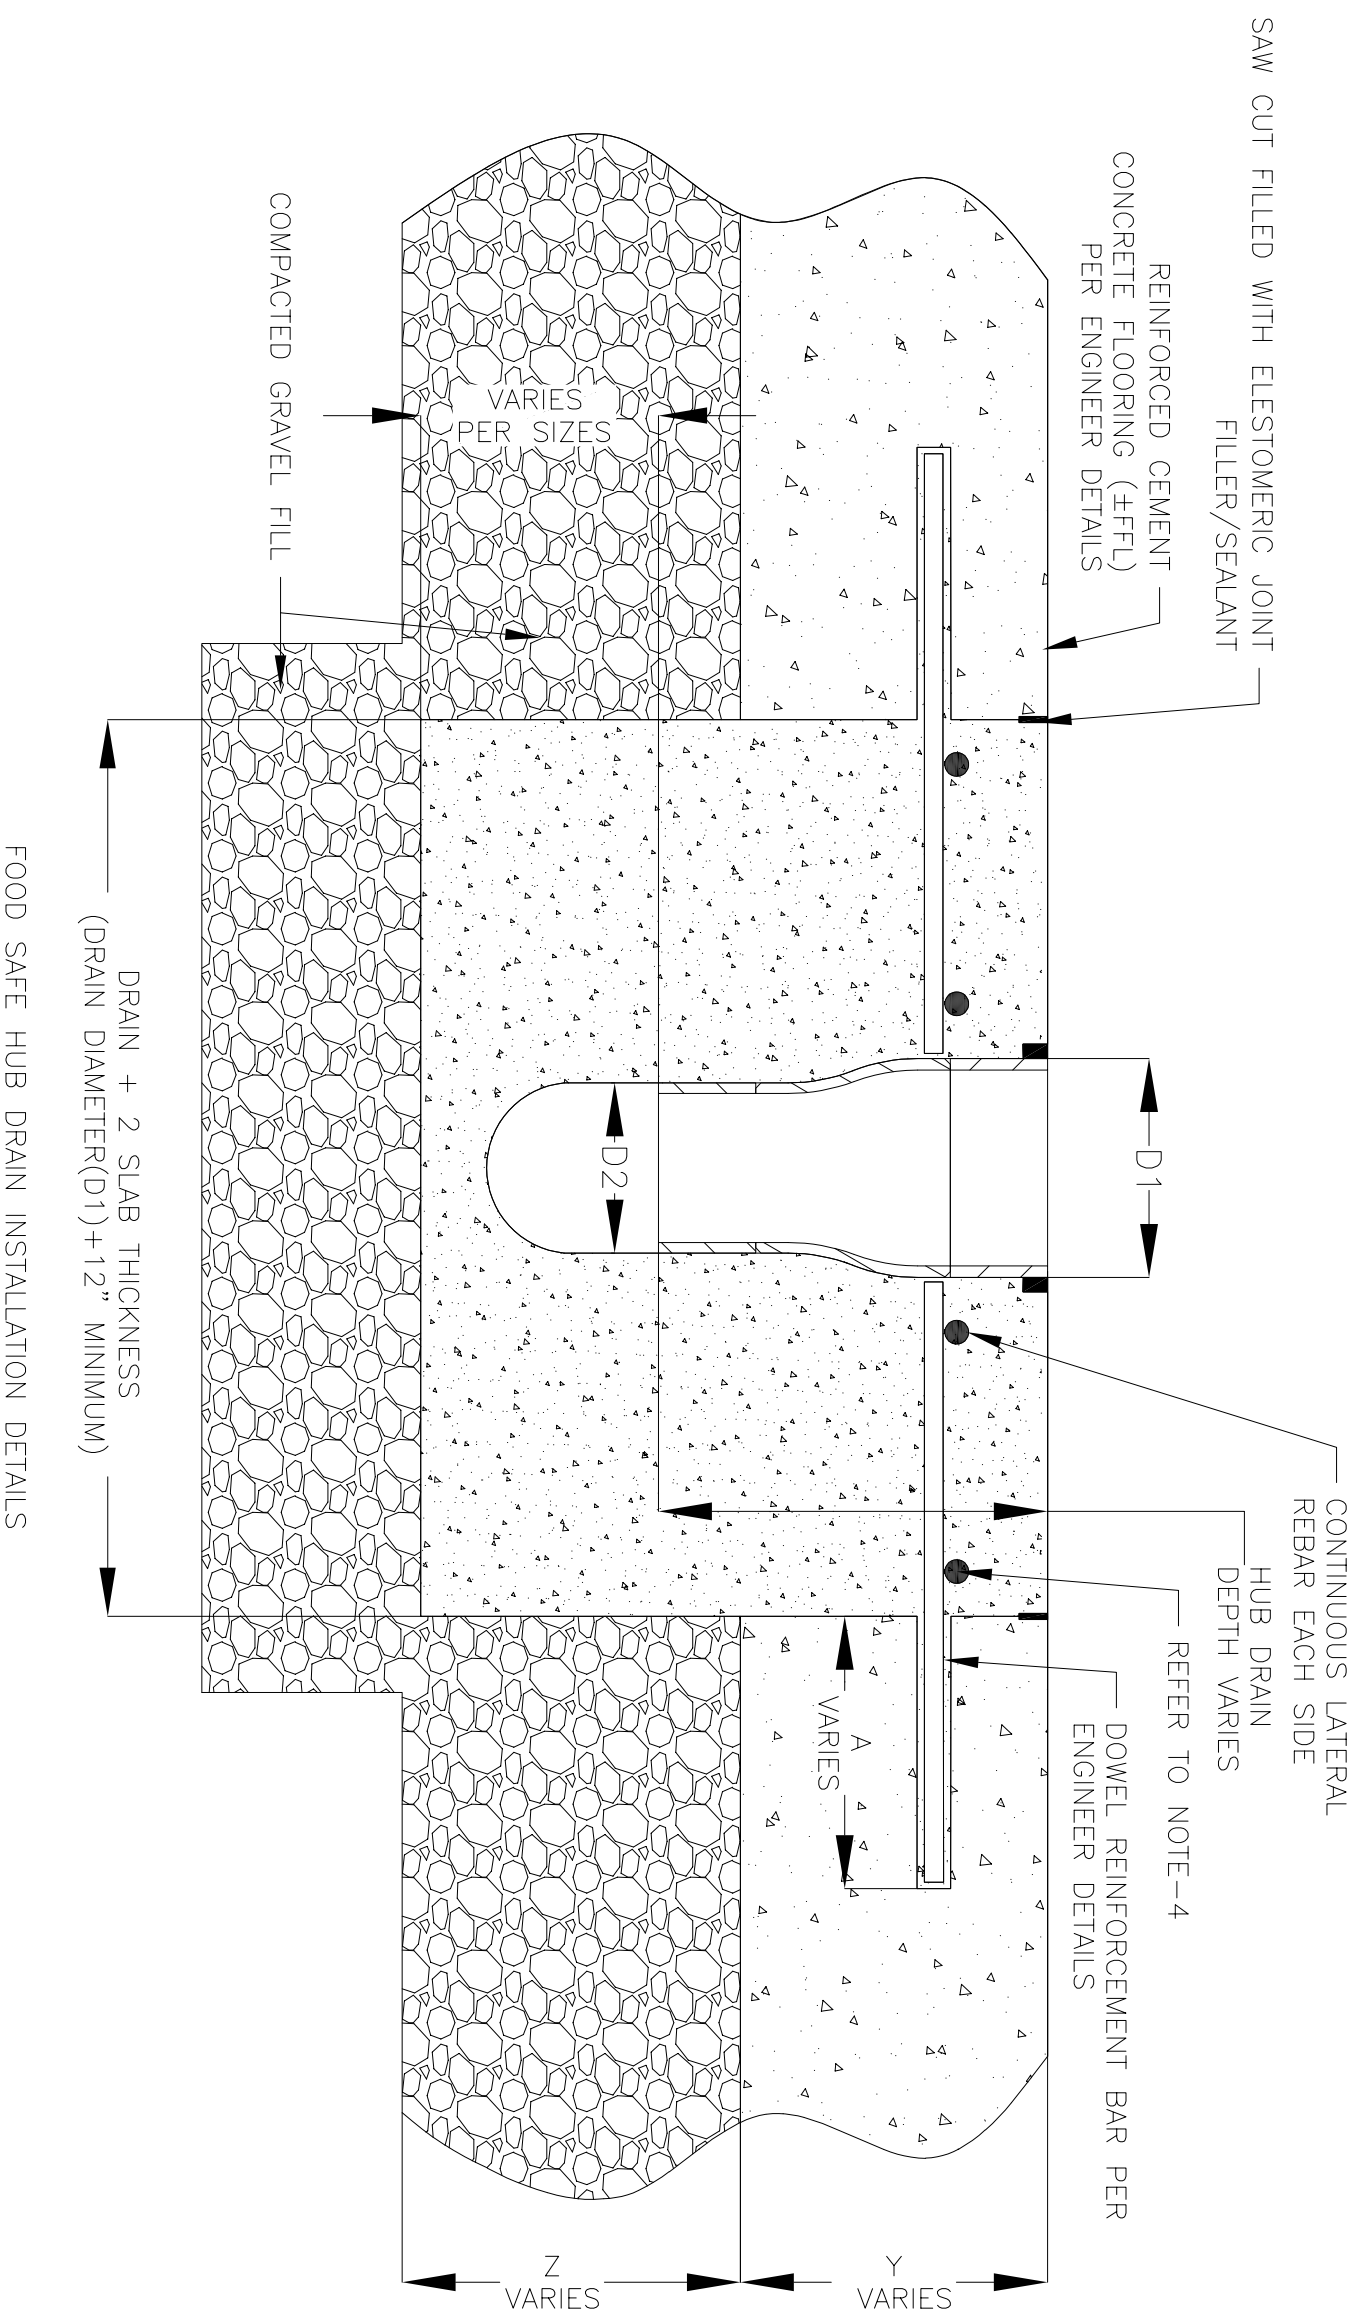 SAW CUT FILLED WITH ELESTOMERIC JOINT
FILLER/SEALANT
REINFORCED CEMENT
CONCRETE FLOORING (±FFL)
PER ENGINEER DETAILS
CONTINUOUS LATERAL
REBAR EACH SIDE
HUB DRAIN
DEPTH VARIES
REFER TO NOTE-4
DOWEL REINFORCEMENT BAR PER
ENGINEER DETAILS
D1
A
VARIES
Y
VARIES
D2
VARIES
PER SIZES
Z
VARIES
COMPACTED GRAVEL FILL
DRAIN + 2 SLAB THICKNESS
(DRAIN DIAMETER(D1)+12" MINIMUM)
FOOD SAFE HUB DRAIN INSTALLATION DETAILS